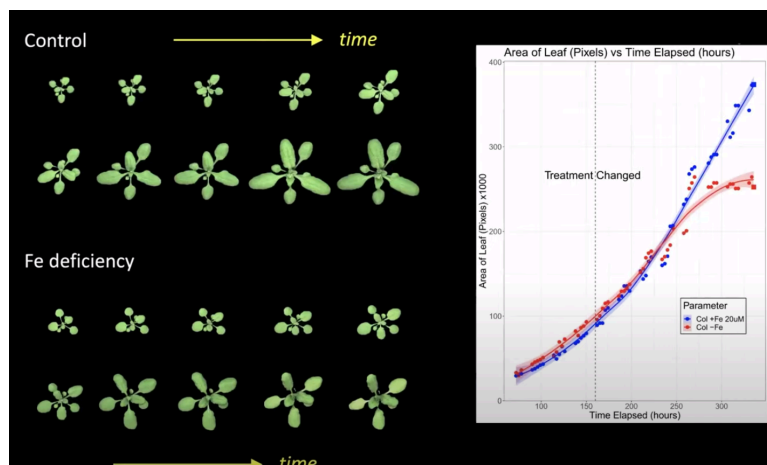 Control
time
Fe deficiency
time
Area of Leaf (Pixels) vs Time Elapsed (hours)
Area of Leaf (Pixels) x1000
400
300
200
100
0
Treatment Changed
Parameter
Col +Fe 20uM
Col −Fe
100
150
200
250
300
Time Elapsed (hours)